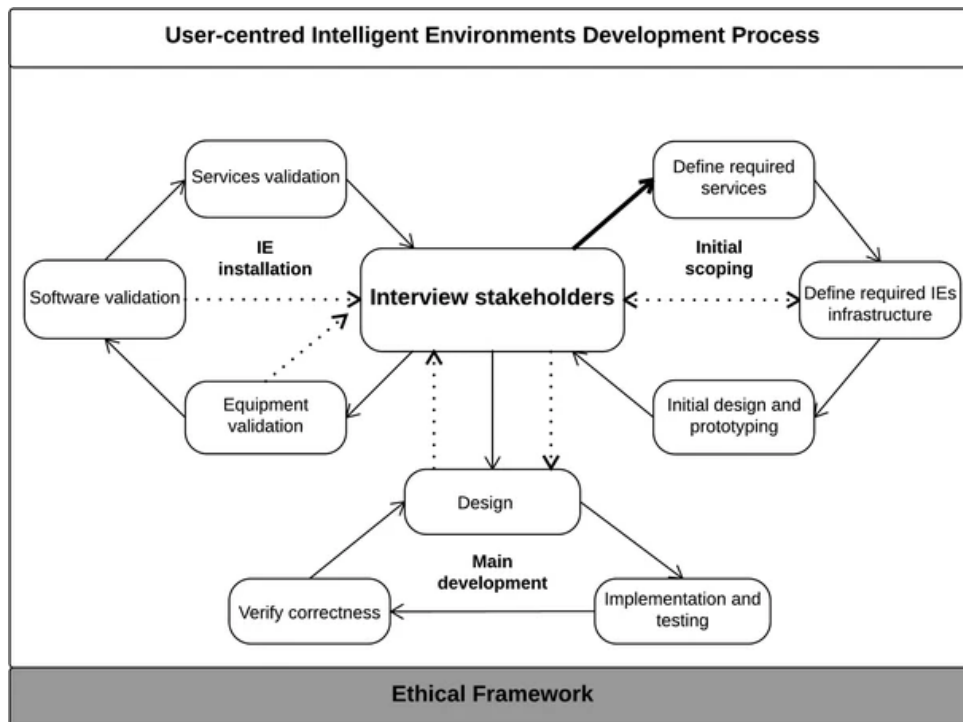 User-centred Intelligent Environments Development Process
Services validation
Define required
services
IE
installation
Initial
scoping
Software validation
Interview stakeholders
Define required IEs
infrastructure
Equipment
validation
Initial design and
prototyping
Design
Main
development
Verify correctness
Implementation and
testing
Ethical Framework